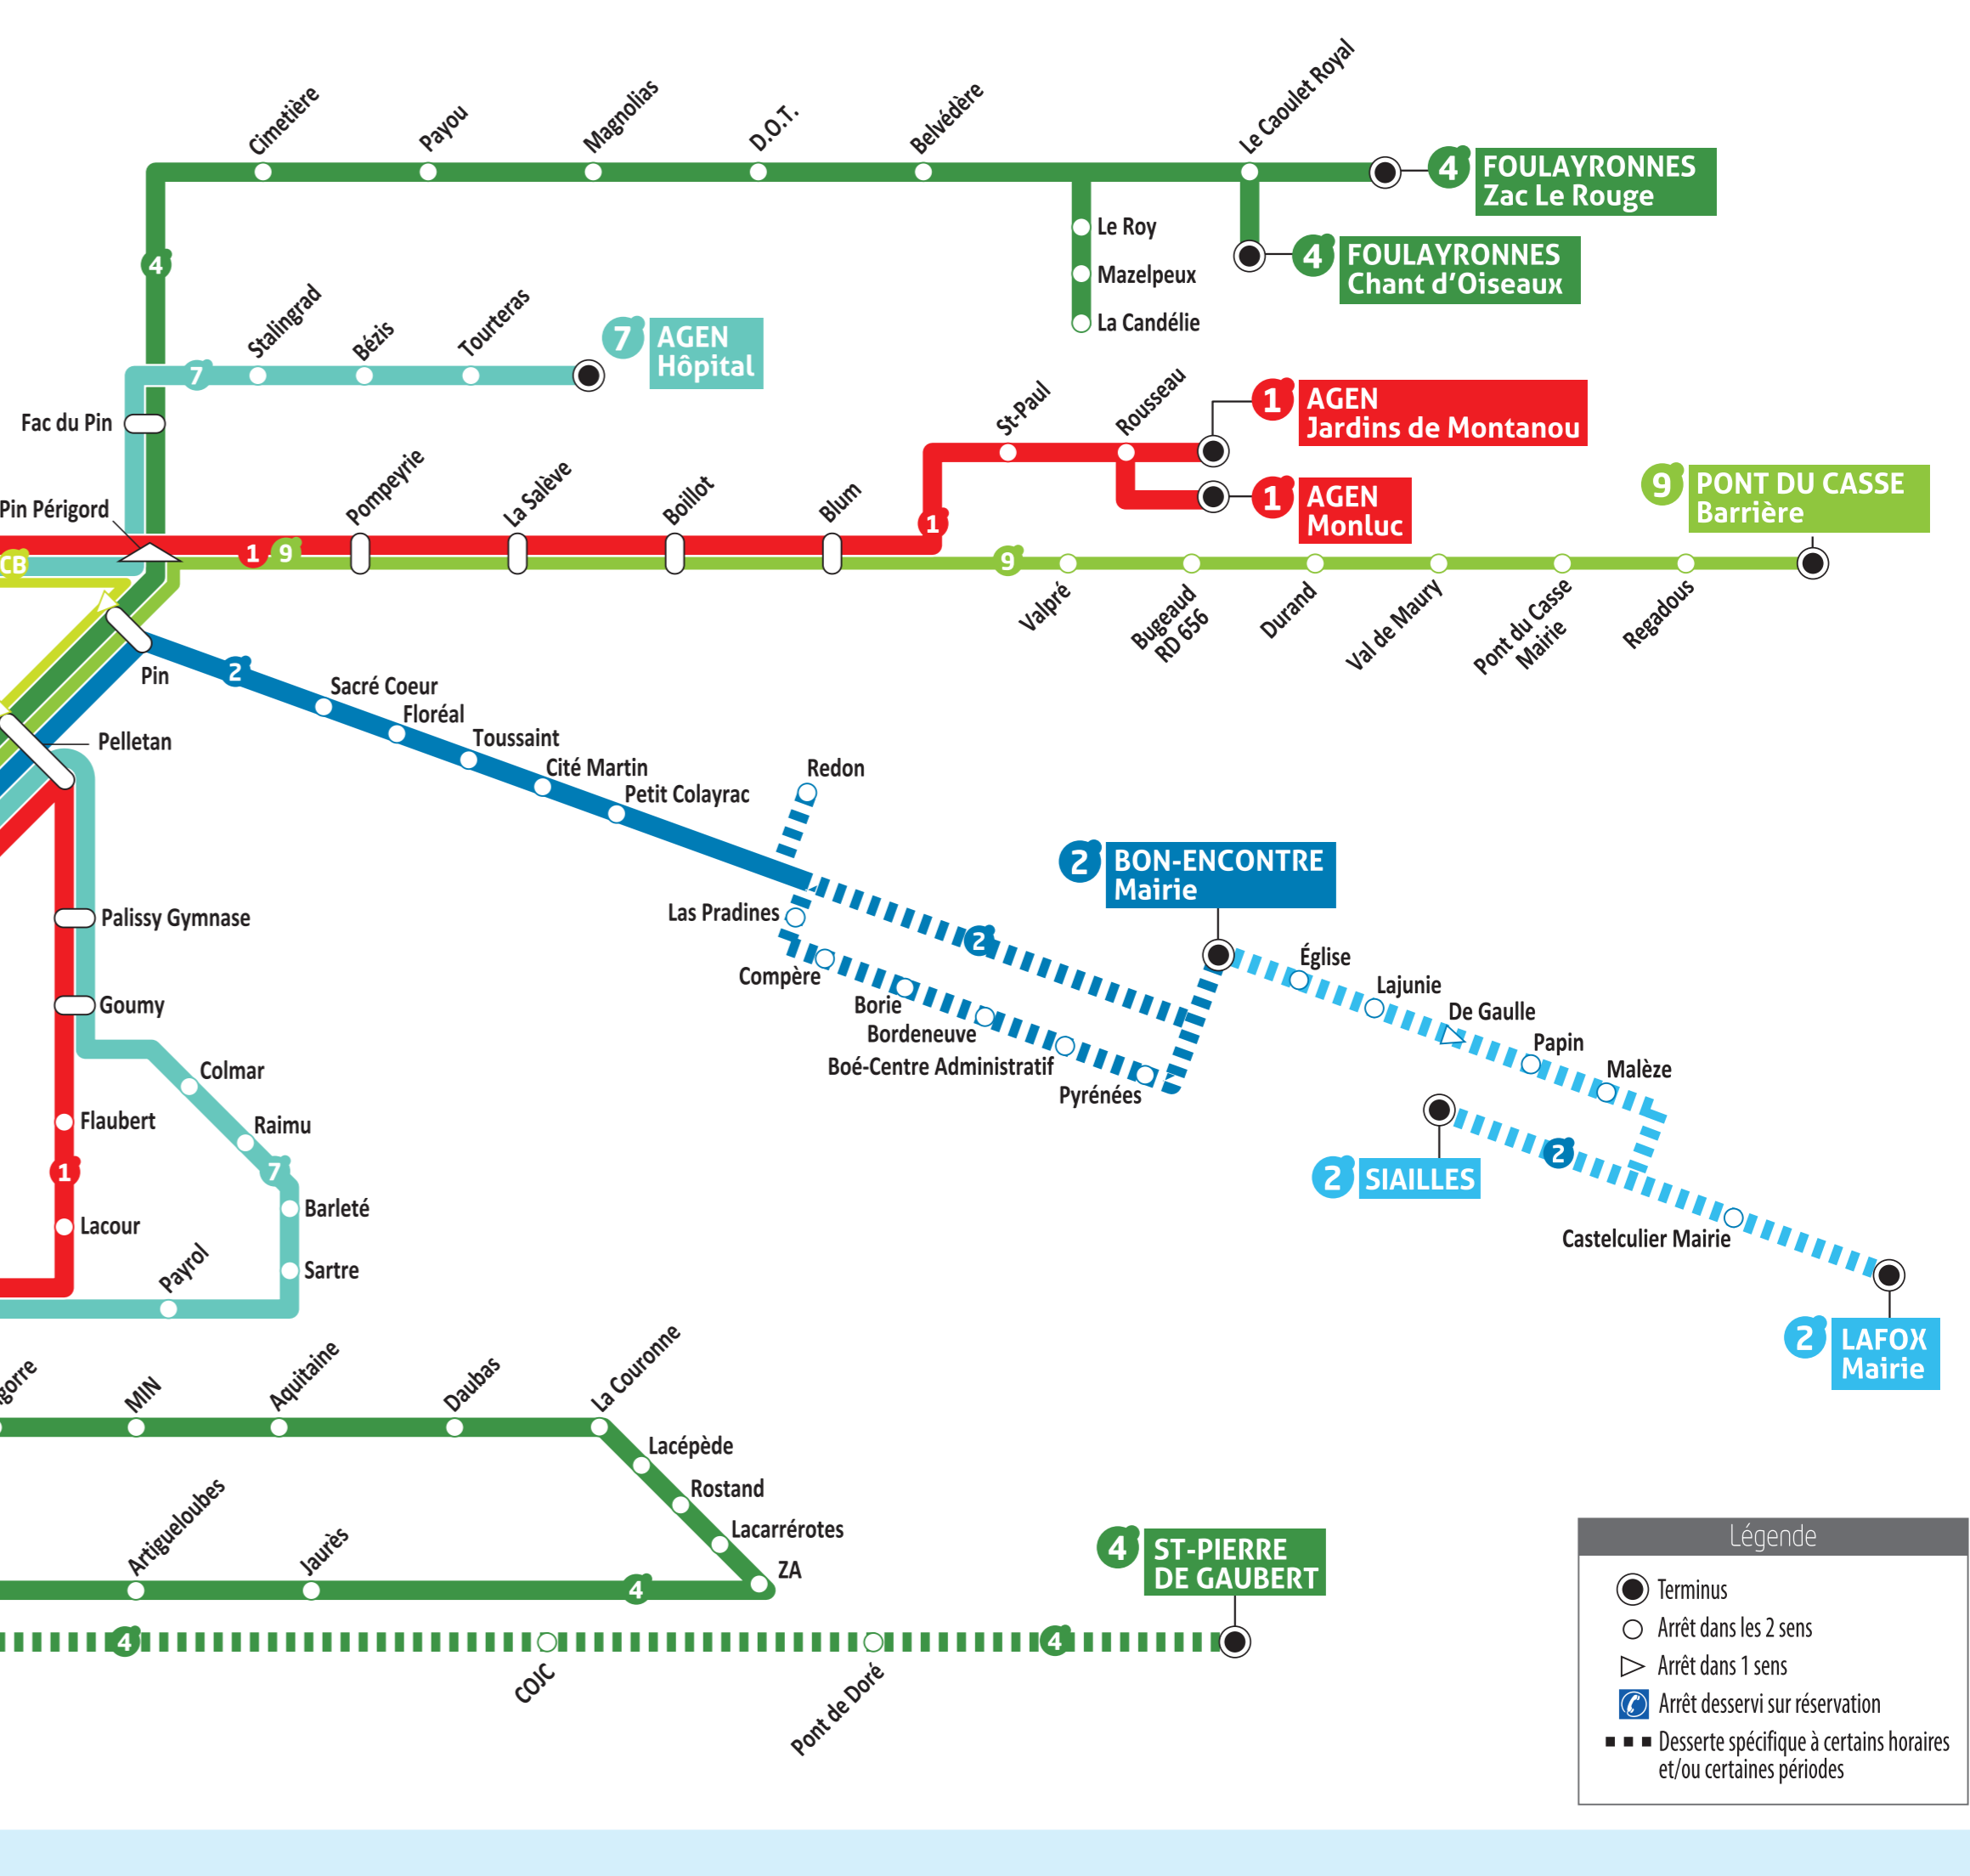 Cimetière
Payou
Magnolias
D.O.T.
Belvédère
Le Caoulet Royal
4 FOULAYRONNES
Zac Le Rouge
Le Roy
Mazelpeux
La Candélie
4 FOULAYRONNES
Chant d’Oiseaux
4
Stalingrad
Bézis
Tourteras
7 AGEN
Hôpital
7
Fac du Pin
St-Paul
Rousseau
1 AGEN
Jardins de Montanou
1 AGEN
Monluc
9 PONT DU CASSE
Barrière
Pin Périgord
Pompeyrie
La Salève
Boillot
Blum
1
CB
1 9
9
Valpré
Bugeaud
RD 656
Durand
Val de Maury
Pont du Casse
Mairie
Regadous
Pin
2
Sacré Coeur
Floréal
Toussaint
Cité Martin
Petit Colayrac
Pelletan
Redon
2 BON-ENCONTRE
Mairie
Las Pradines
2
Compère
Borie
Bordeneuve
Boé-Centre Administratif
Pyrénées
Église
Lajunie
De Gaulle
Papin
Malèze
2 SIAILLES
2
Castelculier Mairie
2 LAFOX
Mairie
Palissy Gymnase
Goumy
Colmar
Raimu
Flaubert
7
1
Barleté
Lacour
Sartre
Payrol
gorre
MIN
Aquitaine
Daubas
La Couronne
Lacépède
Rostand
Lacarrérotes
ZA
Artigueloubes
Jaurès
4
4 ST-PIERRE
DE GAUBERT
4
4
COJC
Pont de Doré
Légende
Terminus
Arrêt dans les 2 sens
Arrêt dans 1 sens
Arrêt desservi sur réservation
Desserte spécifique à certains horaires
et/ou certaines périodes